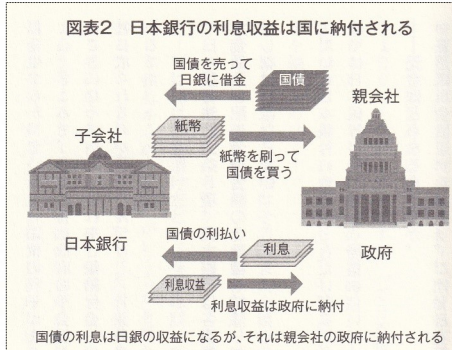 図表2 日本銀行の利息収益は国に納付される
国債を売って
日銀に借金
国債
親会社
子会社
紙幣
紙幣を刷って
国債を買う
日本銀行
政府
国債の利払い
利息
利息収益
利息収益は政府に納付
国債の利息は日銀の収益になるが、それは親会社の政府に納付される